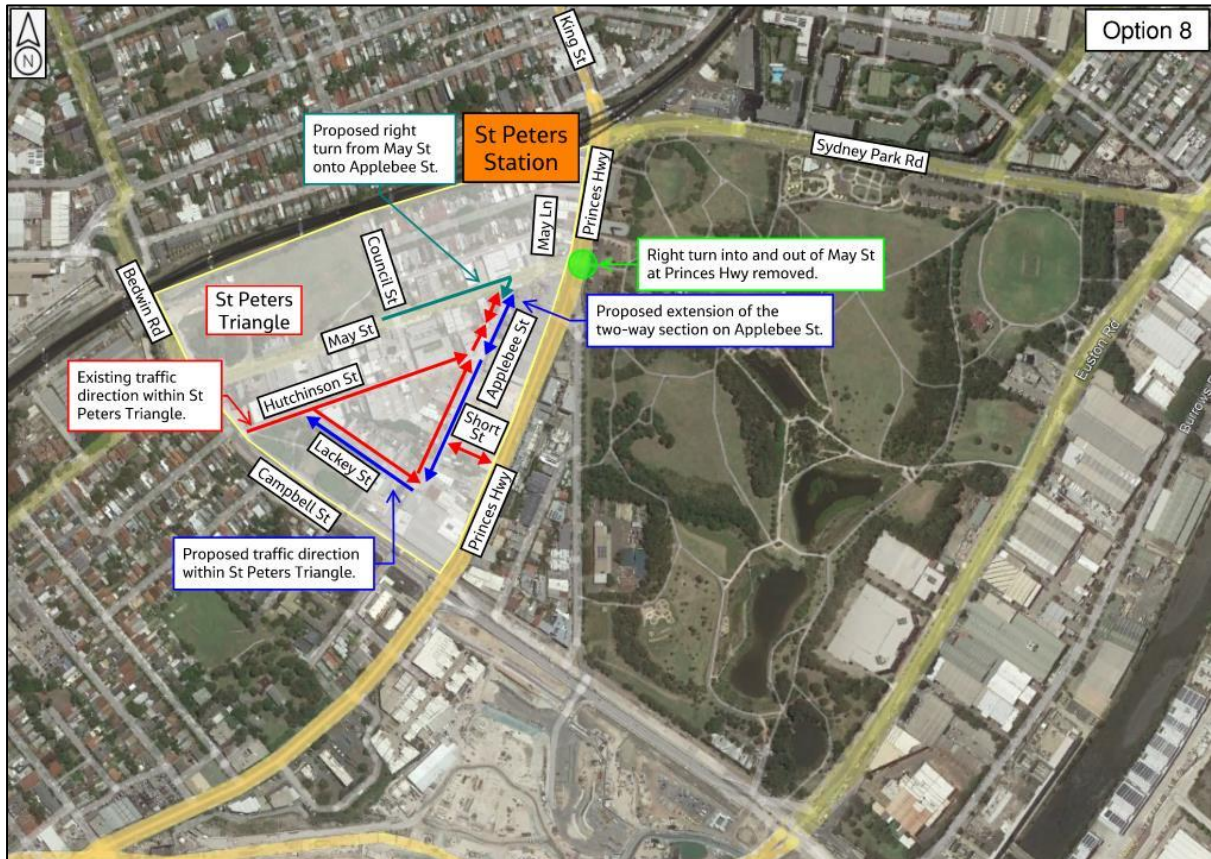 Option 8
N
King St
Proposed right
turn from May St
onto Applebee St.
St Peters
Station
Sydney Park Rd
Princes Hwy
May Ln
Council St
Right turn into and out of May St
at Princes Hwy removed.
Bedwin Rd
St Peters
Triangle
May St
Proposed extension of the
two-way section on Applebee St.
Applebee St
Euston Rd
Existing traffic
direction within St
Peters Triangle.
Hutchinson St
Short
St
Lackey St
Campbell St
Princes Hwy
Proposed traffic direction
within St Peters Triangle.